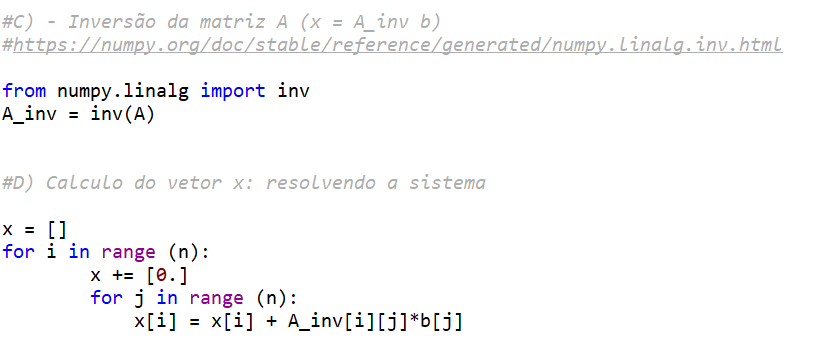 #C) - Inversão da matriz A (x = A_inv b)
#https://numpy.org/doc/stable/reference/generated/numpy.linalg.inv.html
from numpy.linalg import inv
A_inv = inv(A)
#D) Calculo do vetor x: resolvendo a sistema
x = []
for i in range (n):
        x += [0.]
        for j in range (n):
            x[i] = x[i] + A_inv[i][j]*b[j]